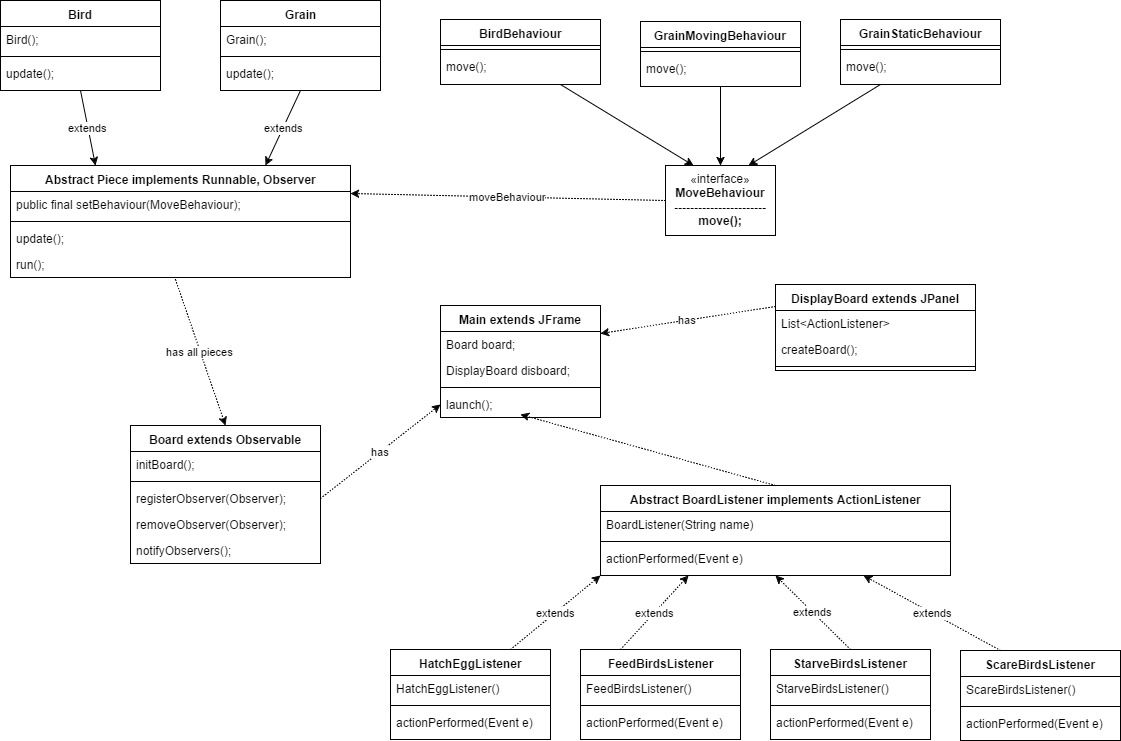 Bird
Bird();
update();
Grain
Grain();
update();
BirdBehaviour
move();
GrainMovingBehaviour
move();
GrainStaticBehaviour
move();
extends
extends
Abstract Piece implements Runnable, Observer
public final setBehaviour(MoveBehaviour);
update();
run();
moveBehaviour
«interface»
MoveBehaviour
-----------------------
move();
has all pieces
Main extends JFrame
Board board;
DisplayBoard disboard;
launch();
has
DisplayBoard extends JPanel
List<ActionListener>
createBoard();
Board extends Observable
initBoard();
registerObserver(Observer);
removeObserver(Observer);
notifyObservers();
has
Abstract BoardListener implements ActionListener
BoardListener(String name)
actionPerformed(Event e)
extends
extends
extends
extends
HatchEggListener
HatchEggListener()
actionPerformed(Event e)
FeedBirdsListener
FeedBirdsListener()
actionPerformed(Event e)
StarveBirdsListener
StarveBirdsListener()
actionPerformed(Event e)
ScareBirdsListener
ScareBirdsListener()
actionPerformed(Event e)